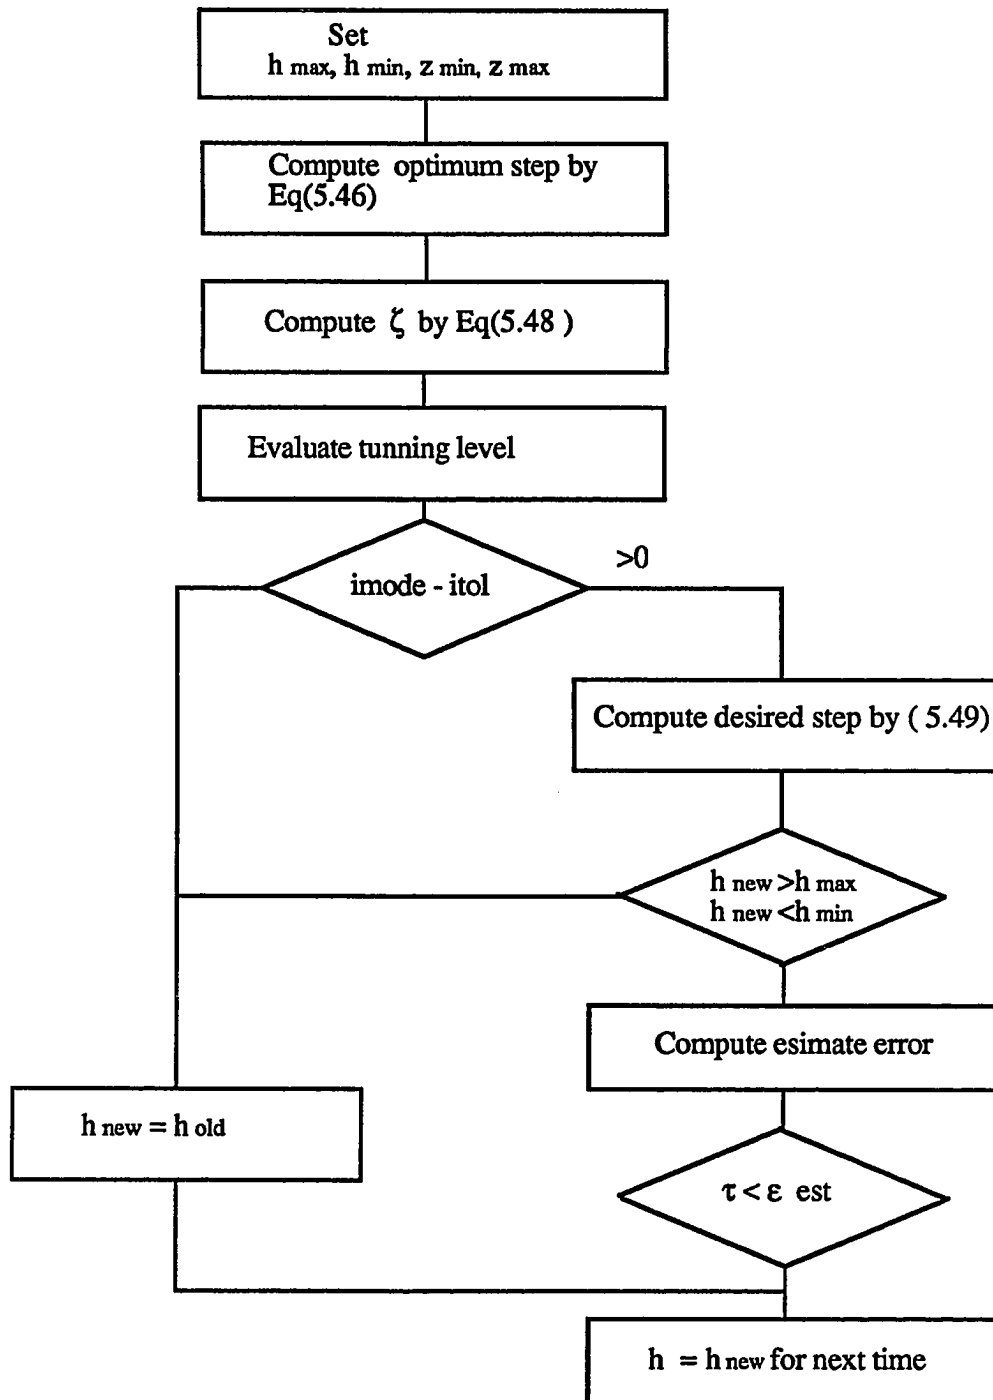 Set
h max, h min, z min, z max
Compute optimum step by
Eq(5.46)
Compute ζ by Eq(5.48 )
Evaluate tunning level
imode - itol
>0
Compute desired step by ( 5.49)
h new >h max
h new <h min
Compute esimate error
h new = h old
τ < ε est
h = h new for next time